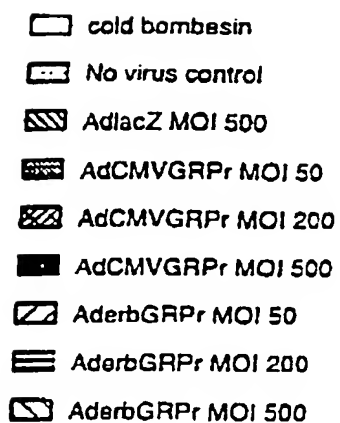 cold bombesin
No virus control
AdlacZ MOI 500
AdCMVGRPr MOI 50
AdCMVGRPr MOI 200
AdCMVGRPr MOI 500
AderbGRPr MOI 50
AderbGRPr MOI 200
AderbGRPr MOI 500